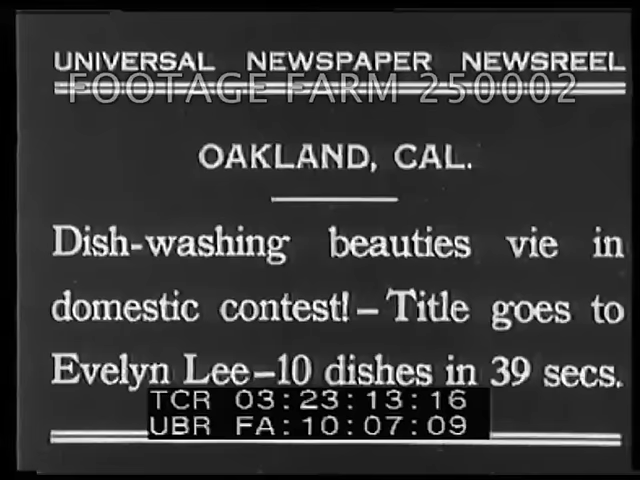 UNIVERSAL NEWSPAPER NEWSREEL
FOOTAGE FARM 250002
OAKLAND, CAL.
Dish-washing beauties vie in
domestic contest! – Title goes to
Evelyn Lee – 10 dishes in 39 secs.
TCR 03:23:13:16
UBR FA:10:07:09